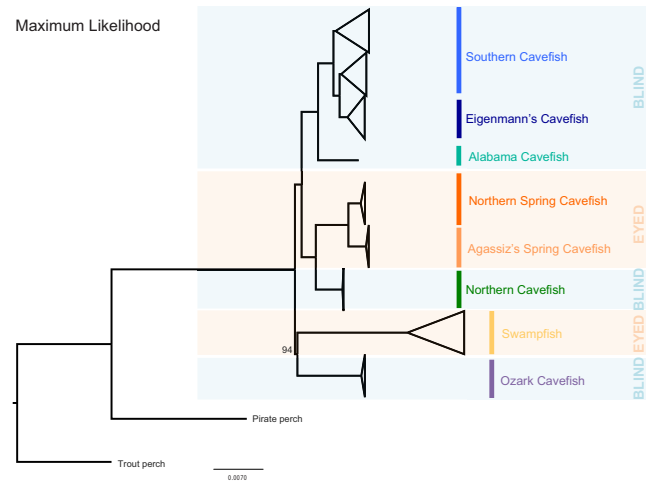 Maximum Likelihood
Southern Cavefish
BLIND
Eigenmann's Cavefish
Alabama Cavefish
Northern Spring Cavefish
EYED
Agassiz's Spring Cavefish
Northern Cavefish
BLIND
Swampfish
EYED
94
Ozark Cavefish
BLIND
Pirate perch
Trout perch
0.0070